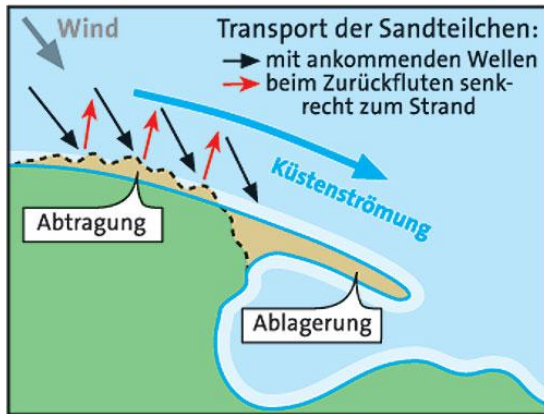 Wind
Transport der Sandteilchen:
mit ankommenden Wellen
beim Zurückfluten senk-
recht zum Strand
Küstenströmung
Abtragung
Ablagerung